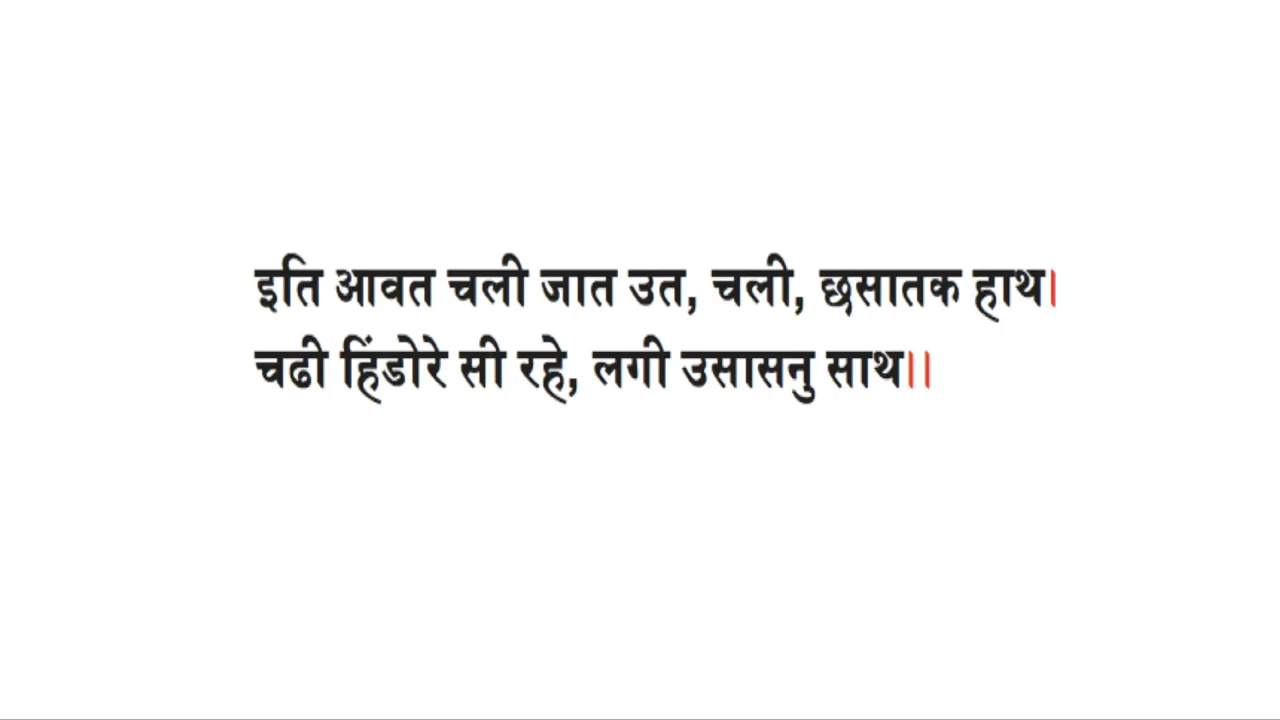 इति आवत चली जात उत, चली, छसातक हाथ।
चढी हिंडोरे सी रहे, लगी उसासनु साथ।।